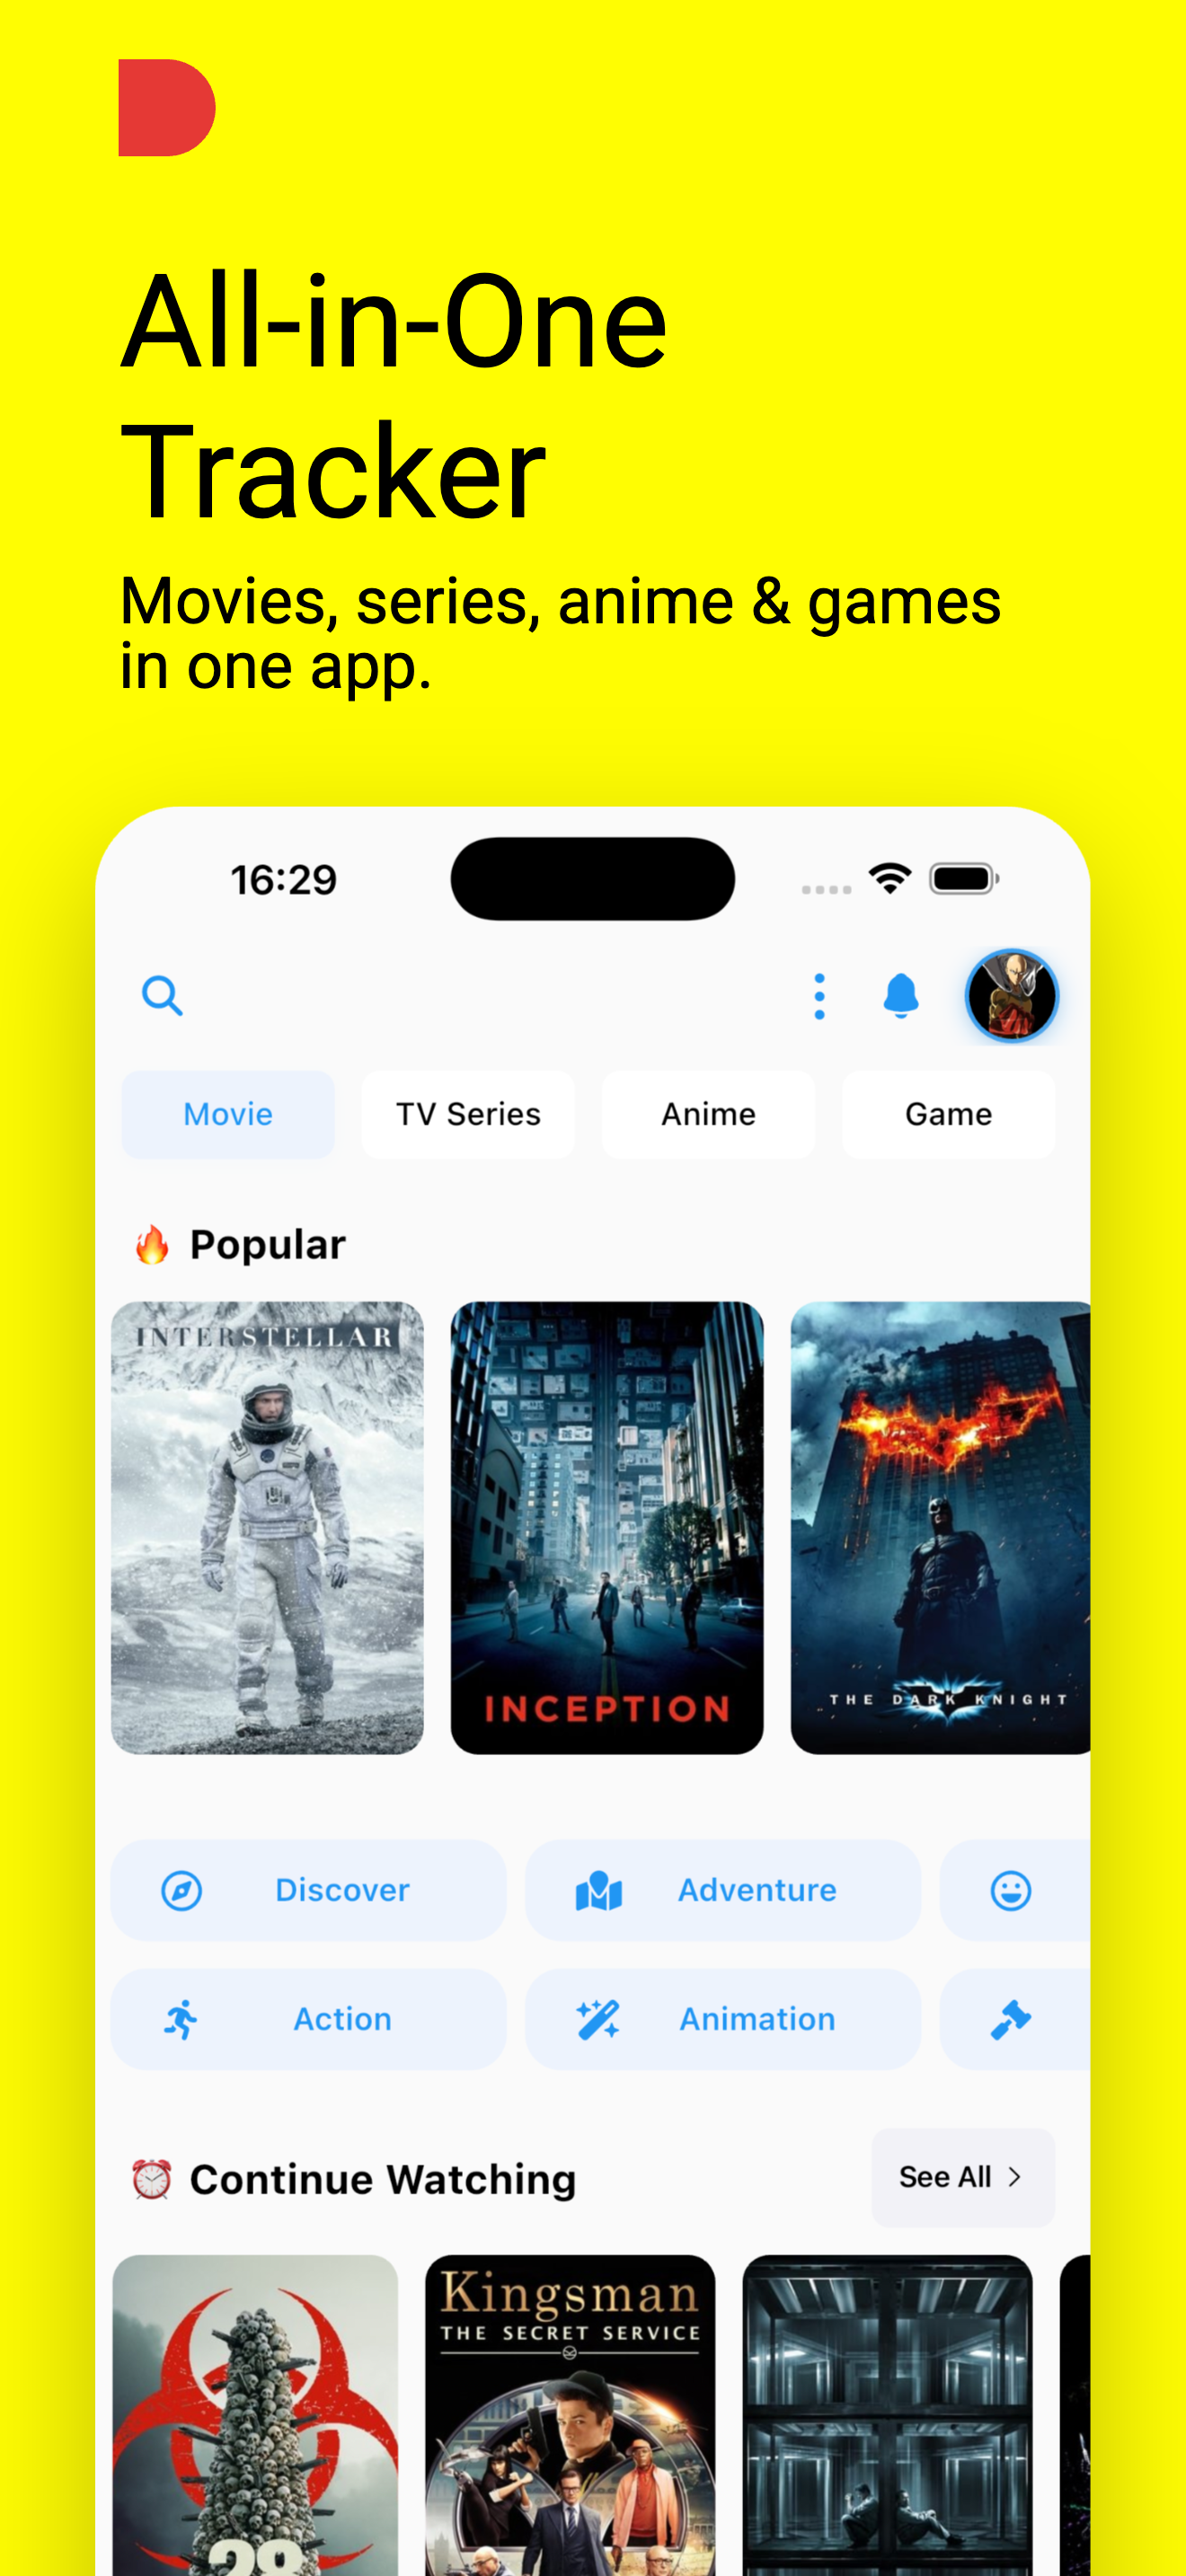 All-in-One
Tracker
Movies, series, anime & games
in one app.
16:29
Movie
TV Series
Anime
Game
🔥 Popular
INTERSTELLAR
INCEPTION
THE DARK KNIGHT
Discover
Adventure
Action
Animation
⏰ Continue Watching
See All >
28
Kingsman
THE SECRET SERVICE